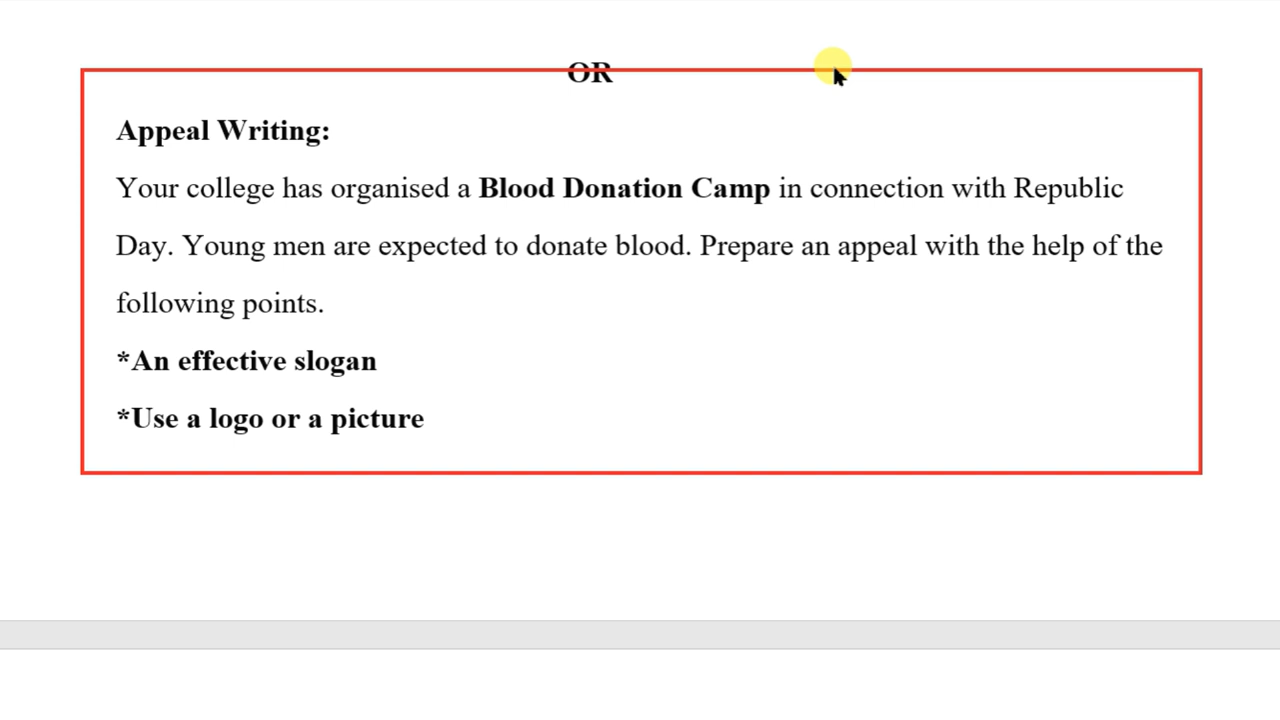 OR
Appeal Writing:
Your college has organised a Blood Donation Camp in connection with Republic
Day. Young men are expected to donate blood. Prepare an appeal with the help of the
following points.
*An effective slogan
*Use a logo or a picture